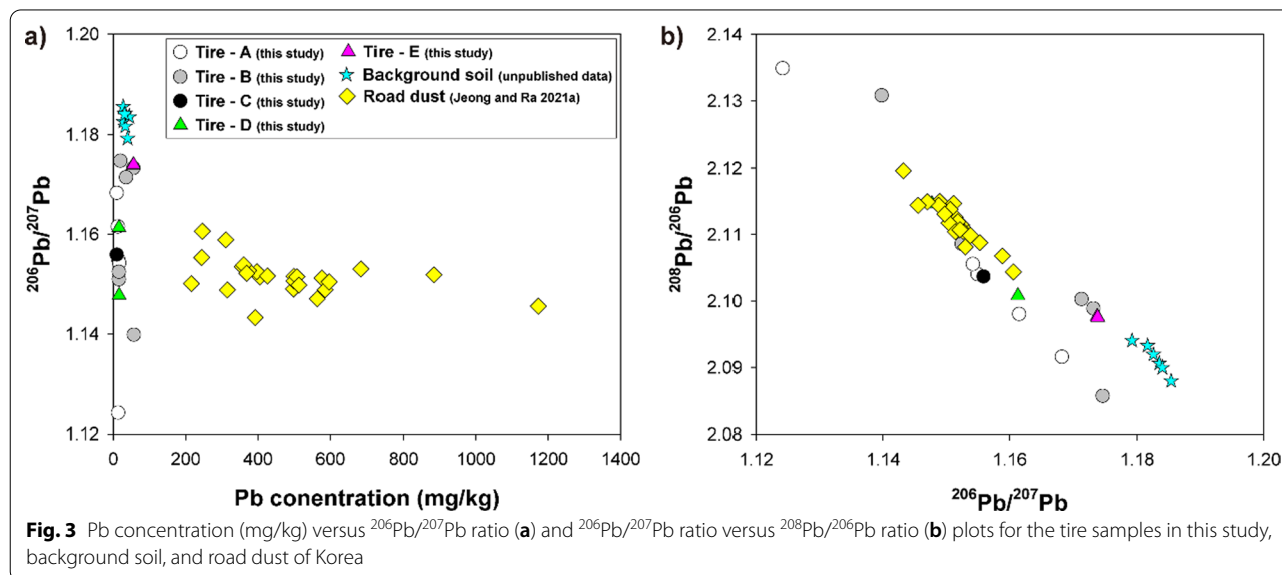 a)
1.20
1.18
1.16
1.14
1.12
²⁰⁶Pb/²⁰⁷Pb
Tire - A (this study)
Tire - B (this study)
Tire - C (this study)
Tire - D (this study)
Tire - E (this study)
Background soil (unpublished data)
Road dust (Jeong and Ra 2021a)
0 200 400 600 800 1000 1200 1400
Pb conentration (mg/kg)
b)
2.14
2.13
2.12
2.11
2.10
2.09
2.08
²⁰⁸Pb/²⁰⁶Pb
1.12 1.14 1.16 1.18 1.20
²⁰⁶Pb/²⁰⁷Pb
Fig. 3 Pb concentration (mg/kg) versus ²⁰⁶Pb/²⁰⁷Pb ratio (a) and ²⁰⁶Pb/²⁰⁷Pb ratio versus ²⁰⁸Pb/²⁰⁶Pb ratio (b) plots for the tire samples in this study,
background soil, and road dust of Korea